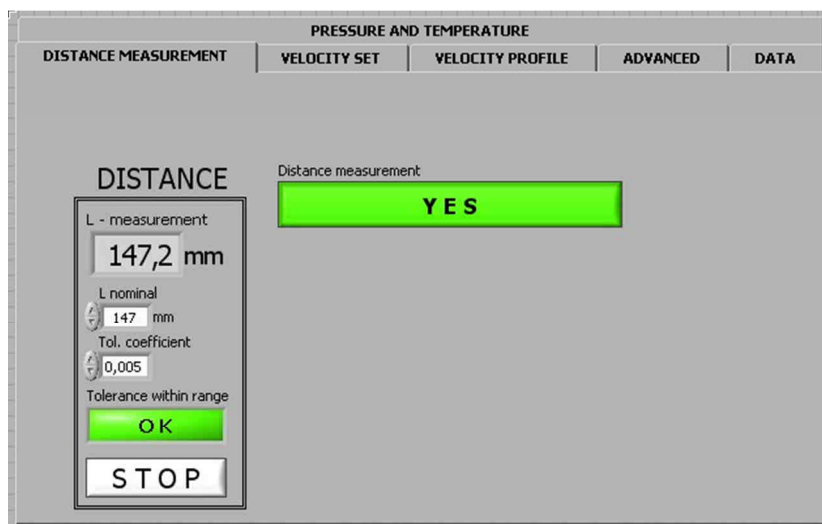 PRESSURE AND TEMPERATURE
DISTANCE MEASUREMENT VELOCITY SET VELOCITY PROFILE ADVANCED DATA
DISTANCE
L - measurement
147,2 mm
L nominal
147 mm
Tol. coefficient
0,005
Tolerance within range
OK
STOP
Distance measurement
YES